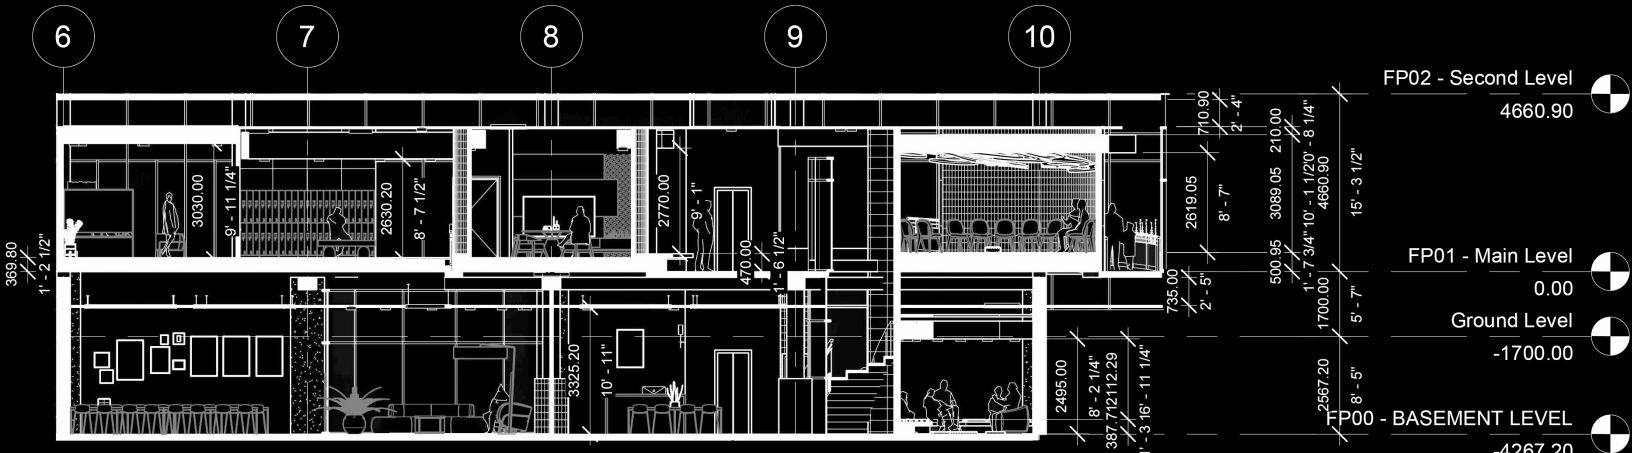 6
7
8
9
10
FP02 - Second Level
4660.90
710.90
2' - 4"
210.00
0' - 8 1/4"
3030.00
9' - 11 1/4"
2630.20
8' - 7 1/2"
2770.00
9' - 1"
2619.05
8' - 7"
3089.05
10' - 1 1/2"
4660.90
15' - 3 1/2"
369.80
1' - 2 1/2"
470.00
1' - 6 1/2"
500.95
1' - 7 3/4"
FP01 - Main Level
0.00
735.00
2' - 5"
1700.00
5' - 7"
Ground Level
-1700.00
3325.20
10' - 11"
2495.00
8' - 2 1/4"
2112.29
6' - 11 1/4"
387.71
1' - 3
2567.20
8' - 5"
FP00 - BASEMENT LEVEL
-4267.20